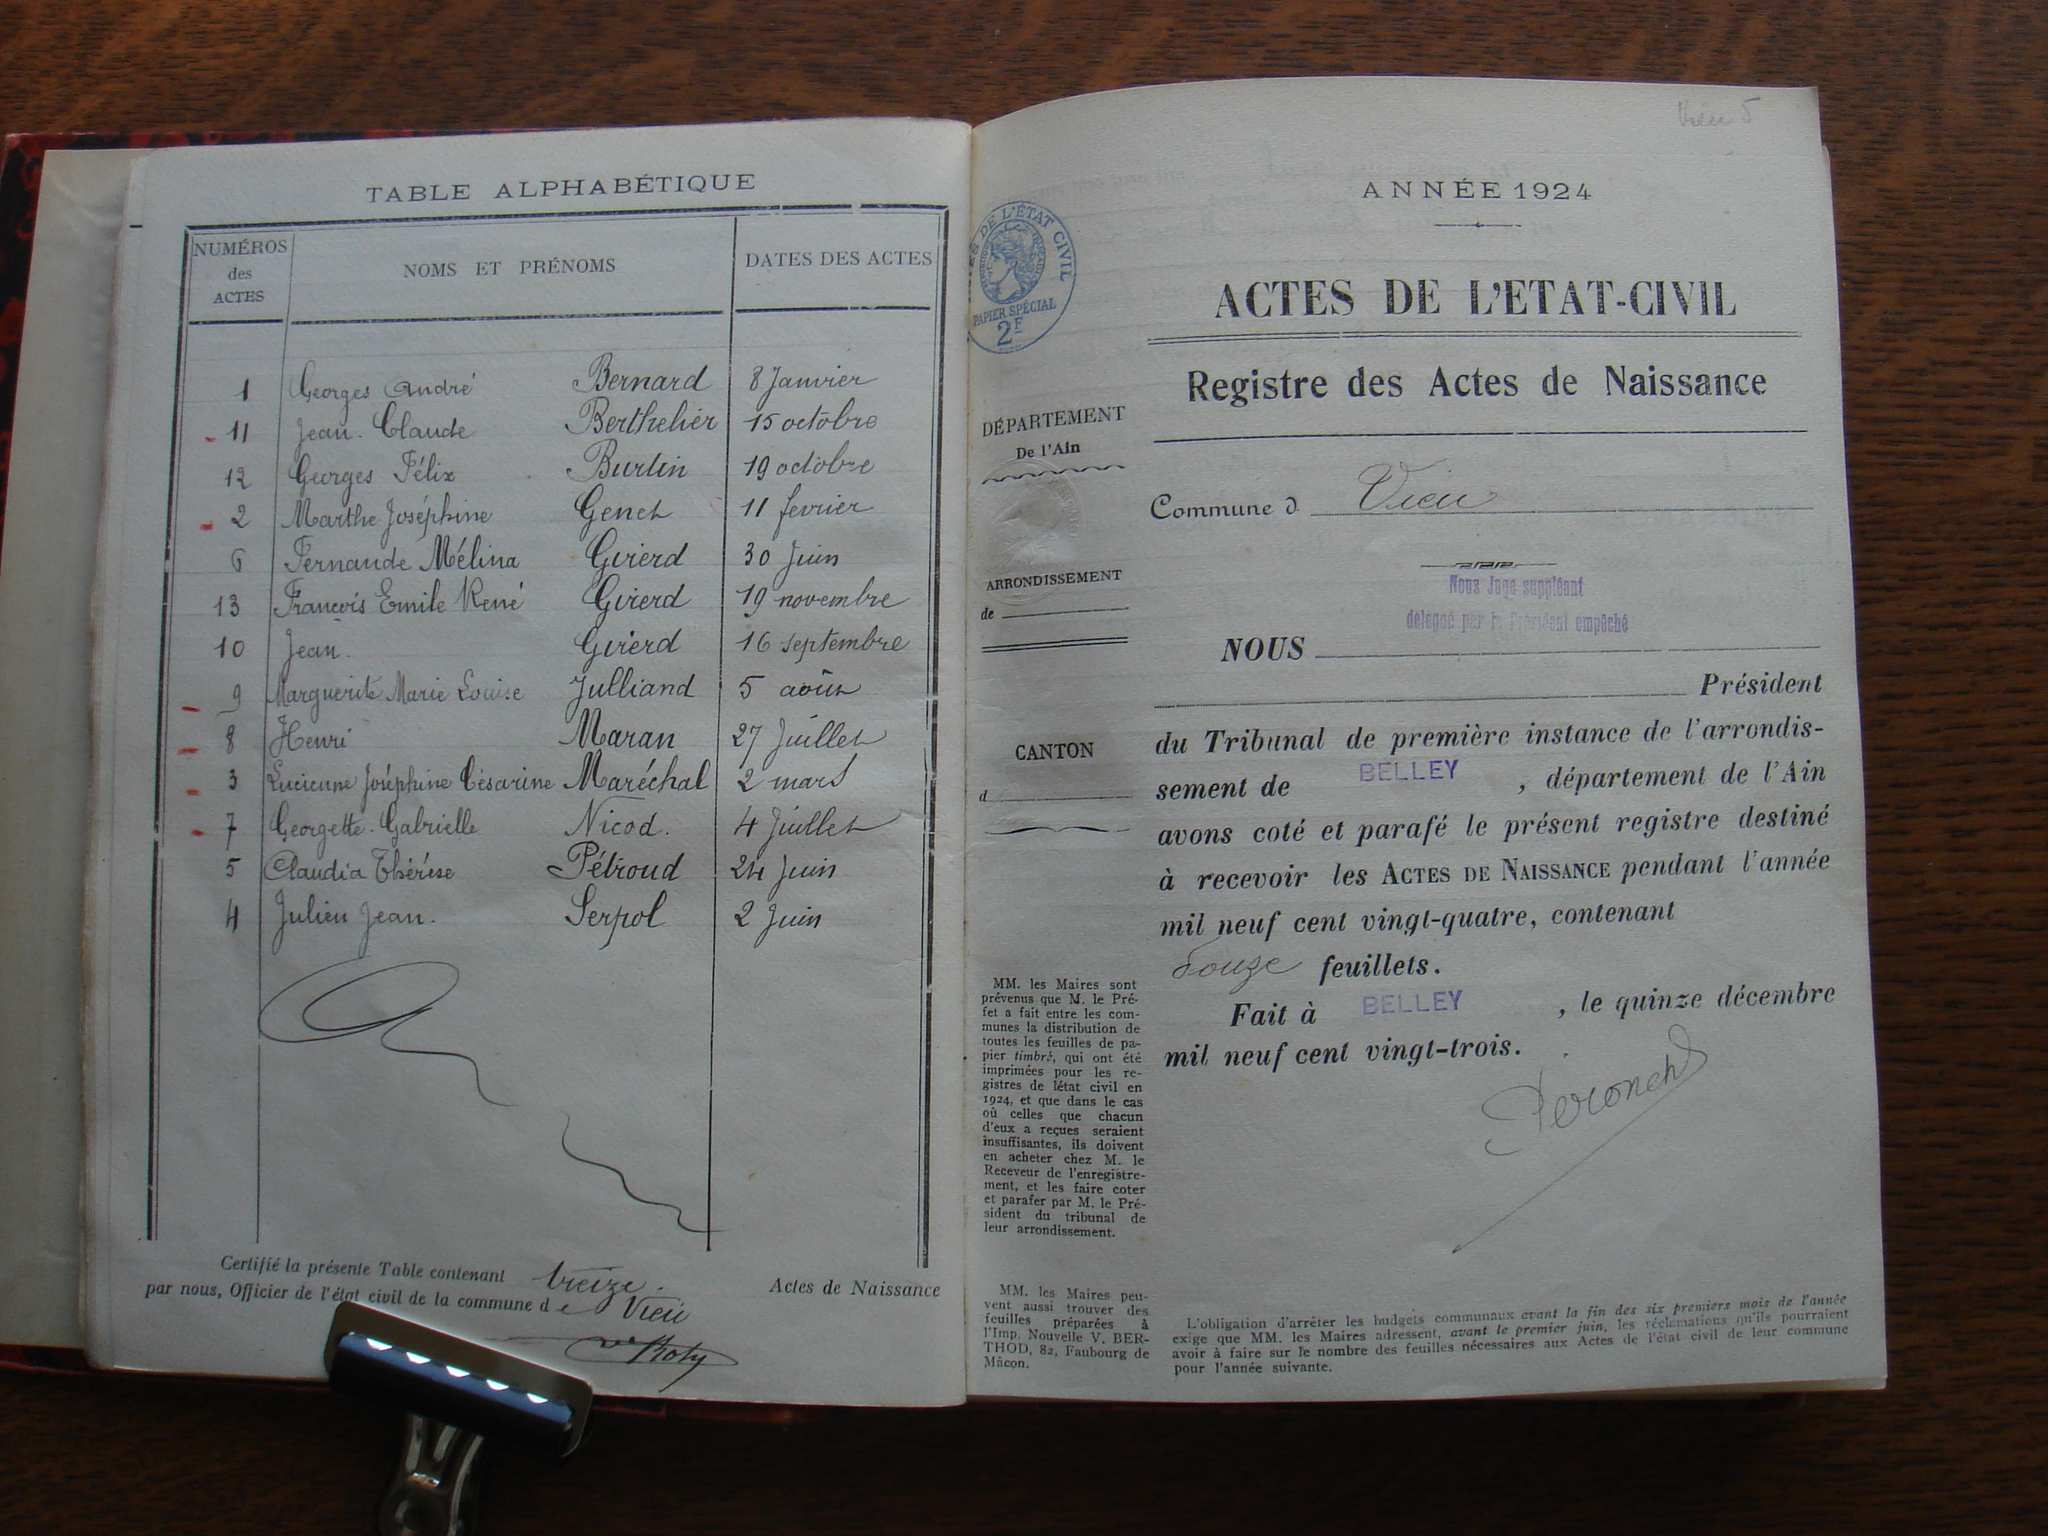 TABLE ALPHABÉTIQUE
NUMÉROS
des
ACTES
NOMS ET PRÉNOMS
DATES DES ACTES
1 Georges André Bernard 8 Janvier
11 Jean-Claude Berthelier 15 octobre
12 Georges Félix Burlin 19 octobre
2 Marthe Joséphine Genet 11 fevrier
6 Fernande Mélina Girerd 30 Juin
13 François Emile René Girerd 19 novembre
10 Jean. Girerd 16 septembre
9 Marguerite Marie Louise Julliand 5 août
8 Henri Maran 27 Juillet
3 Lucienne Joséphine Césarine Maréchal 2 mars
7 Georgette-Gabrielle Nicod. 4 Juillet
5 Claudia Thérèse Pétroud 24 Juin
4 Julien Jean. Serpol 2 Juin
Certifié la présente Table contenant treize. Actes de Naissance
par nous, Officier de l'état civil de la commune de Vieu
Vieu 5
ANNÉE 1924
DE L'ÉTAT CIVIL
PAPIER SPÉCIAL
2F
ACTES DE L'ETAT-CIVIL
Registre des Actes de Naissance
DÉPARTEMENT
De l'Ain
Commune d Vieu
ARRONDISSEMENT
de
CANTON
d
Nous Juge suppléant
délégué par le Président empêché
NOUS
Président
du Tribunal de première instance de l'arrondis-
sement de BELLEY , département de l'Ain
avons coté et parafé le présent registre destiné
à recevoir les ACTES DE NAISSANCE pendant l'année
mil neuf cent vingt-quatre, contenant
Douze feuillets.
Fait à BELLEY , le quinze décembre
mil neuf cent vingt-trois.
MM. les Maires sont
prévenus que M. le Pré-
fet a fait entre les com-
munes la distribution de
toutes les feuilles de pa-
pier timbré, qui ont été
imprimées pour les re-
gistres de létat civil en
1924, et que dans le cas
où celles que chacun
d'eux a reçues seraient
insuffisantes, ils doivent
en acheter chez M. le
Receveur de l'enregistre-
ment, et les faire coter
et parafer par M. le Pré-
sident du tribunal de
leur arrondissement.
MM. les Maires peu-
vent aussi trouver des
feuilles préparées à
l'Imp. Nouvelle V. BER-
THOD, 82, Faubourg de
Mâcon.
L'obligation d'arrêter les budgets communaux avant la fin des six premiers mois de l'année
exige que MM. les Maires adressent, avant le premier juin, les réclamations qu'ils pourraient
avoir à faire sur le nombre des feuilles nécessaires aux Actes de l'état civil de leur commune
pour l'année suivante.